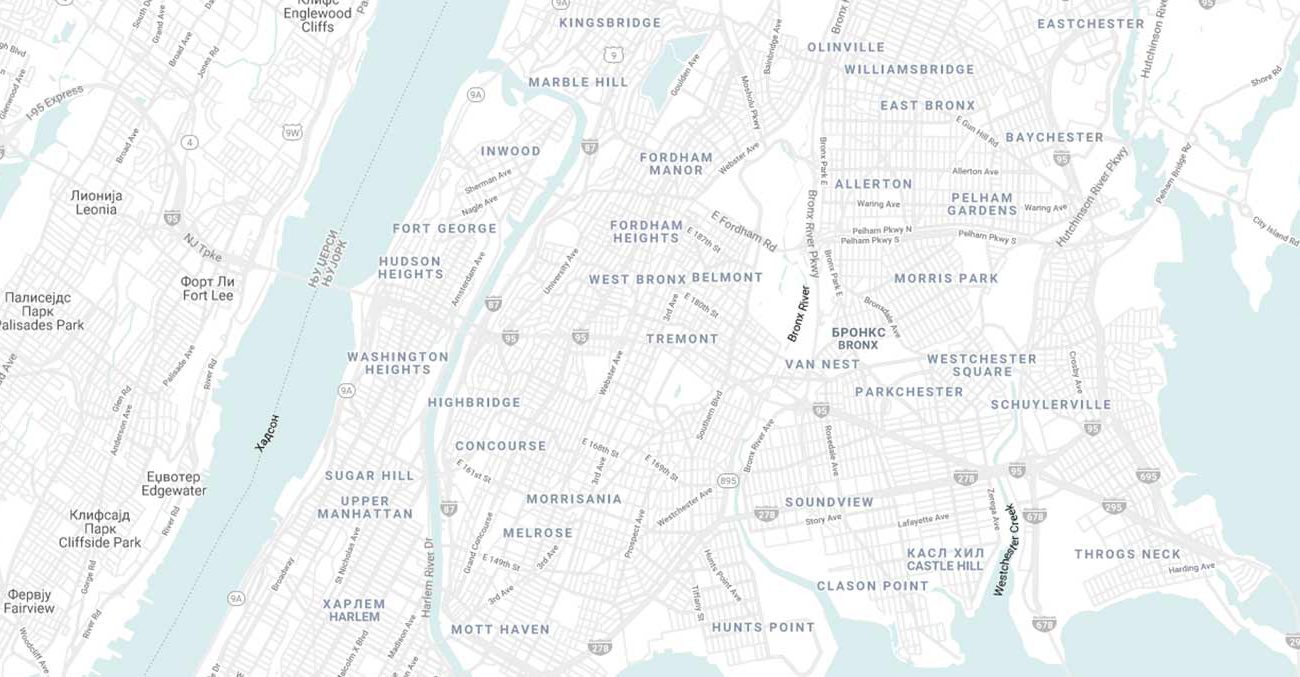 Клифс
Englewood
Cliffs
South Dr
Grand Ave
Broad Ave
Jones Rd
9A
KINGSBRIDGE
9
OLINVILLE
WILLIAMSBRIDGE
EASTCHESTER
95
Hutchinson River
Bainbridge Ave
Goulden Ave
Mosholu Pkwy
MARBLE HILL
9A
EAST BRONX
E Gun Hill Rd
BAYCHESTER
95
Shore Rd
I-95 Express
Glenwood Ave
Broad Ave
4
9W
INWOOD
87
FORDHAM
MANOR
Webster Ave
Bronx Park E
Allerton Ave
ALLERTON
Waring Ave
PELHAM
GARDENS
Waring Ave
Hutchinson River Pkwy
Pelham Bridge Rd
City Island Rd
Лионија
Leonia
95
NJ Tpke
Sherman Ave
Nagle Ave
FORT GEORGE
FORDHAM
HEIGHTS
E Fordham Rd
E 187th St
Bronx River Pkwy
Pelham Pkwy N
Pelham Pkwy S
Pelham Pkwy S
ЊУ ЏЕРСИ
ЊУЈОРК
HUDSON
HEIGHTS
Amsterdam Ave
University Ave
WEST BRONX
BELMONT
Bronx Park E
MORRIS PARK
Форт Ли
Fort Lee
Палисејдс
Парк
Palisades Park
87
95
95
3rd Ave
E 180th St
Bronx River
Bronxdale Ave
БРОНКС
BRONX
TREMONT
WASHINGTON
HEIGHTS
VAN NEST
WESTCHESTER
SQUARE
Crosby Ave
Palisade Ave
River Rd
9A
Webster Ave
PARKCHESTER
SCHUYLERVILLE
HIGHBRIDGE
Southern Blvd
95
95
Glen Rd
Anderson Ave
Хадсон
CONCOURSE
E 168th St
E 169th St
E 161st St
3rd Ave
Bronx River Ave
Rosedale Ave
Еџвотер
Edgewater
SUGAR HILL
UPPER
MANHATTAN
895
278
95
695
MORRISANIA
Westchester Ave
SOUNDVIEW
Zerega Ave
295
87
278
Story Ave
Lafayette Ave
678
Клифсајд
Парк
Cliffside Park
River Rd
MELROSE
Prospect Ave
Grand Concourse
St Nicholas Ave
КАСЛ ХИЛ
CASTLE HILL
Westchester Creek
THROGS NECK
Harding Ave
Broadway
Harlem River Dr
E 149th St
3rd Ave
3rd Ave
Hunts Point Ave
Tiffany St
CLASON POINT
Gorge Rd
Фервју
Fairview
River Rd
9A
ХАРЛЕМ
HARLEM
MOTT HAVEN
HUNTS POINT
678
278
Woodcliff Ave
Malcolm X Blvd
Madison Ave